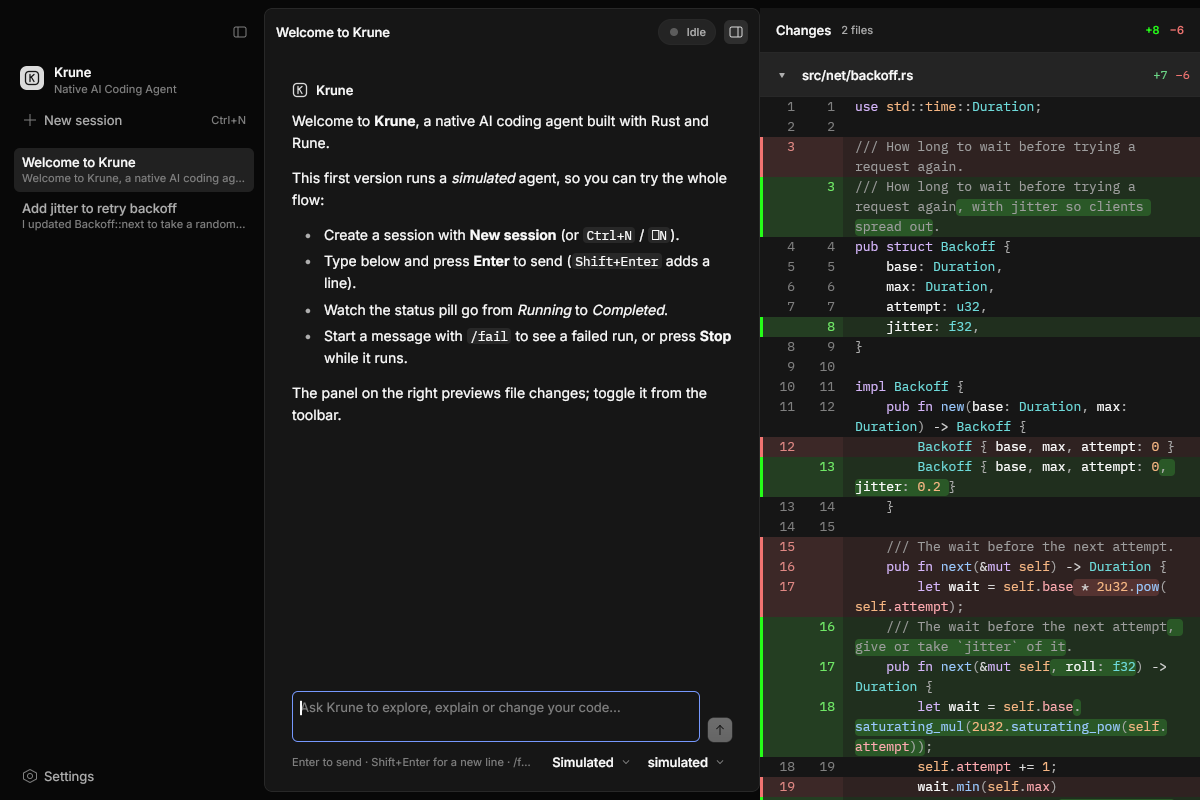 Krune
Native AI Coding Agent
New session
Ctrl+N
Welcome to Krune
Welcome to Krune, a native AI coding ag...
Add jitter to retry backoff
I updated Backoff::next to take a random...
Settings
Welcome to Krune
Idle
K Krune
Welcome to Krune, a native AI coding agent built with Rust and
Rune.
This first version runs a simulated agent, so you can try the whole
flow:
• Create a session with New session (or Ctrl+N / N).
• Type below and press Enter to send (Shift+Enter adds a
line).
• Watch the status pill go from Running to Completed.
• Start a message with /fail to see a failed run, or press Stop
while it runs.
The panel on the right previews file changes; toggle it from the
toolbar.
Ask Krune to explore, explain or change your code...
Enter to send · Shift+Enter for a new line · /f...
Simulated
simulated
Changes 2 files +8 −6
src/net/backoff.rs +7 −6
1 1 use std::time::Duration;
2 2
3 /// How long to wait before trying a
request again.
3 /// How long to wait before trying a
request again, with jitter so clients
spread out.
4 4 pub struct Backoff {
5 5 base: Duration,
6 6 max: Duration,
7 7 attempt: u32,
8 jitter: f32,
8 9 }
9 10
10 11 impl Backoff {
11 12 pub fn new(base: Duration, max:
Duration) -> Backoff {
12 Backoff { base, max, attempt: 0 }
13 Backoff { base, max, attempt: 0,
jitter: 0.2 }
13 14 }
14 15
15 /// The wait before the next attempt.
16 pub fn next(&mut self) -> Duration {
17 let wait = self.base * 2u32.pow(
self.attempt);
16 /// The wait before the next attempt,
give or take `jitter` of it.
17 pub fn next(&mut self, roll: f32) ->
Duration {
18 let wait = self.base.
saturating_mul(2u32.saturating_pow(self.
attempt));
18 19 self.attempt += 1;
19 wait.min(self.max)